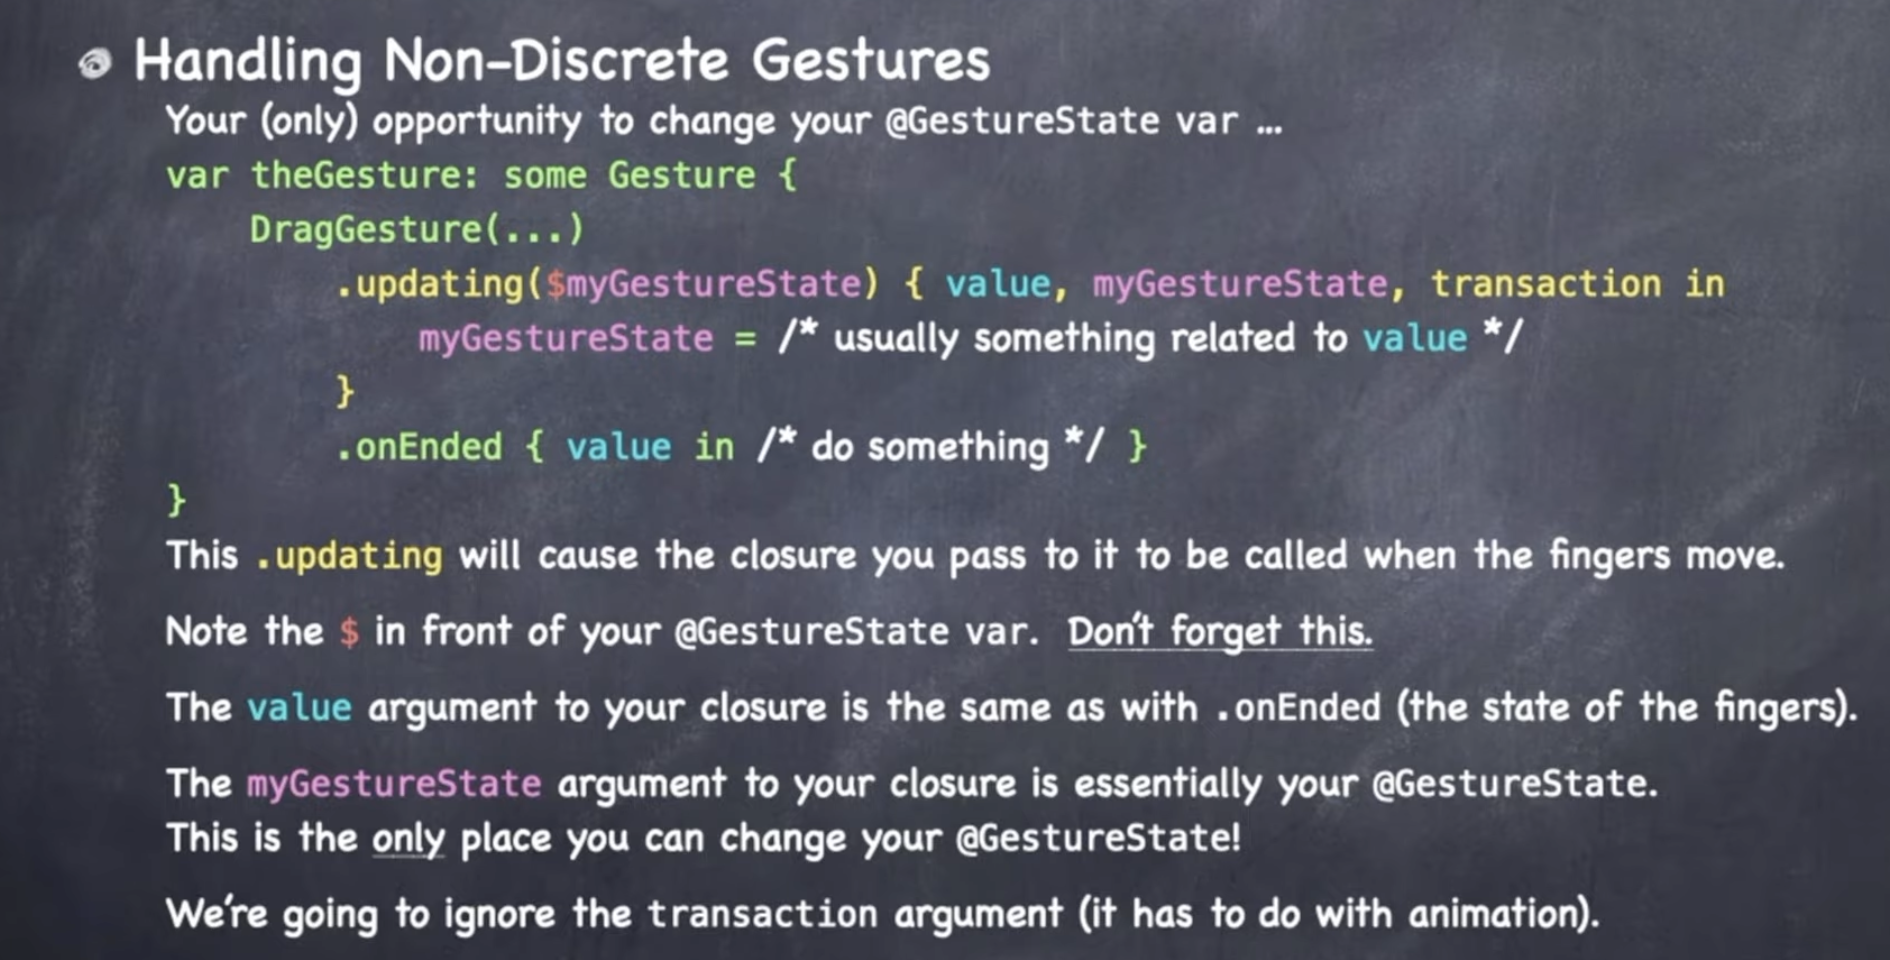 Handling Non-Discrete Gestures
Your (only) opportunity to change your @GestureState var ...
var theGesture: some Gesture {
DragGesture(...)
.updating($myGestureState) { value, myGestureState, transaction in
myGestureState = /* usually something related to value */
}
.onEnded { value in /* do something */ }
}
This .updating will cause the closure you pass to it to be called when the fingers move.
Note the $ in front of your @GestureState var. Don't forget this.
The value argument to your closure is the same as with .onEnded (the state of the fingers).
The myGestureState argument to your closure is essentially your @GestureState.
This is the only place you can change your @GestureState!
We're going to ignore the transaction argument (it has to do with animation).